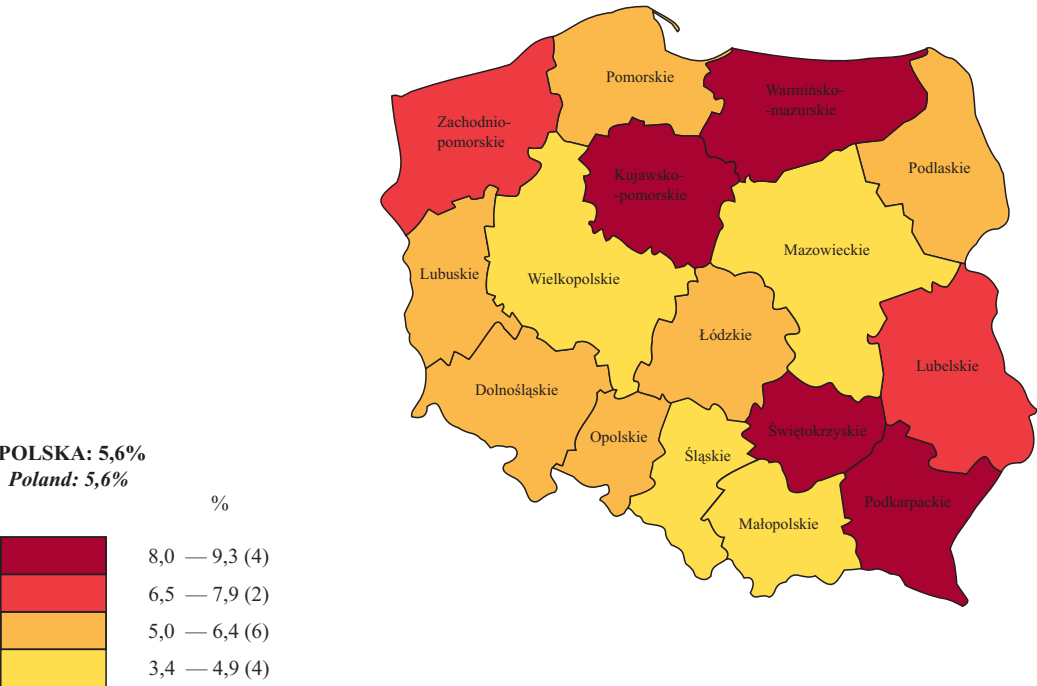 Pomorskie
Warmińsko-
-mazurskie
Zachodnio-
pomorskie
Kujawsko-
-pomorskie
Podlaskie
Mazowieckie
Lubuskie
Wielkopolskie
Łódzkie
Lubelskie
Dolnośląskie
Opolskie
Świętokrzyskie
Śląskie
Podkarpackie
Małopolskie
POLSKA: 5,6%
Poland: 5,6%
%
8,0 — 9,3 (4)
6,5 — 7,9 (2)
5,0 — 6,4 (6)
3,4 — 4,9 (4)